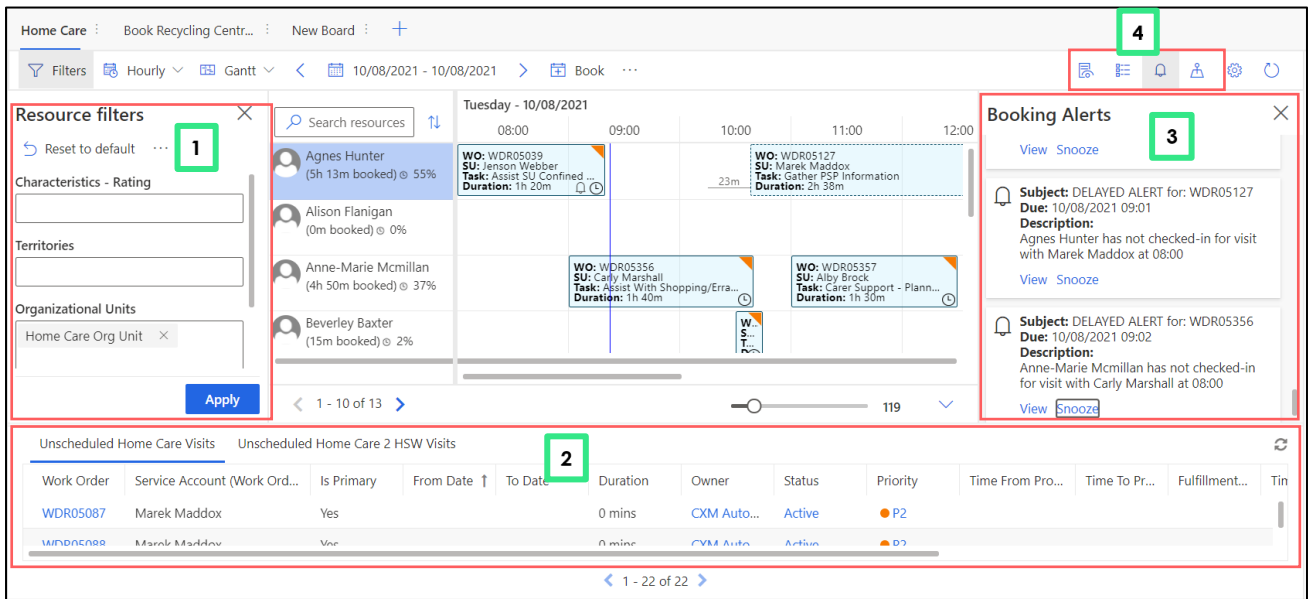 Home Care Book Recycling Centr... New Board
4
Filters Hourly Gantt 10/08/2021 - 10/08/2021 Book ...
Resource filters
1
Reset to default ...
Characteristics - Rating
Territories
Organizational Units
Home Care Org Unit
Apply
Search resources
Agnes Hunter
(5h 13m booked) 55%
Alison Flanigan
(0m booked) 0%
Anne-Marie Mcmillan
(4h 50m booked) 37%
Beverley Baxter
(15m booked) 2%
1 - 10 of 13
Tuesday - 10/08/2021
08:00 09:00 10:00 11:00 12:00
WO: WDR05039
SU: Jenson Webber
Task: Assist SU Confined ...
Duration: 1h 20m
23m
WO: WDR05127
SU: Marek Maddox
Task: Gather PSP Information
Duration: 2h 38m
WO: WDR05356
SU: Carly Marshall
Task: Assist With Shopping/Erra...
Duration: 1h 40m
WO: WDR05357
SU: Alby Brock
Task: Carer Support - Plann...
Duration: 1h 30m
W...
S...
T...
119
Booking Alerts
3
View Snooze
Subject: DELAYED ALERT for: WDR05127
Due: 10/08/2021 09:01
Description:
Agnes Hunter has not checked-in for visit
with Marek Maddox at 08:00
View Snooze
Subject: DELAYED ALERT for: WDR05356
Due: 10/08/2021 09:02
Description:
Anne-Marie Mcmillan has not checked-in
for visit with Carly Marshall at 08:00
View Snooze
Unscheduled Home Care Visits Unscheduled Home Care 2 HSW Visits
2
Work Order Service Account (Work Ord... Is Primary From Date To Date Duration Owner Status Priority Time From Pro... Time To Pr... Fulfillment... Tim
WDR05087 Marek Maddox Yes 0 mins CXM Auto... Active P2
WDR05088 Marek Maddox Yes 0 mins CXM Auto Active P2
1 - 22 of 22